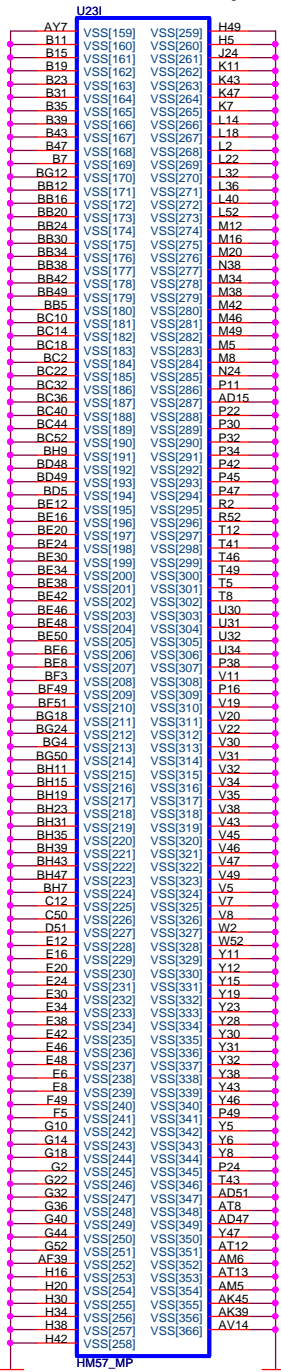 U23I
AY7 VSS[159] VSS[259] H49
B11 VSS[160] VSS[260] H5
B15 VSS[161] VSS[261] J24
B19 VSS[162] VSS[262] K11
B23 VSS[163] VSS[263] K43
B31 VSS[164] VSS[264] K47
B35 VSS[165] VSS[265] K7
B39 VSS[166] VSS[266] L14
B43 VSS[167] VSS[267] L18
B47 VSS[168] VSS[268] L2
B7 VSS[169] VSS[269] L22
BG12 VSS[170] VSS[270] L32
BB12 VSS[171] VSS[271] L36
BB16 VSS[172] VSS[272] L40
BB20 VSS[173] VSS[273] L52
BB24 VSS[174] VSS[274] M12
BB30 VSS[175] VSS[275] M16
BB34 VSS[176] VSS[276] M20
BB38 VSS[177] VSS[277] N38
BB42 VSS[178] VSS[278] M34
BB49 VSS[179] VSS[279] M38
BB5 VSS[180] VSS[280] M42
BC10 VSS[181] VSS[281] M46
BC14 VSS[182] VSS[282] M49
BC18 VSS[183] VSS[283] M5
BC2 VSS[184] VSS[284] M8
BC22 VSS[185] VSS[285] N24
BC32 VSS[186] VSS[286] P11
BC36 VSS[187] VSS[287] AD15
BC40 VSS[188] VSS[288] P22
BC44 VSS[189] VSS[289] P30
BC52 VSS[190] VSS[290] P32
BH9 VSS[191] VSS[291] P34
BD48 VSS[192] VSS[292] P42
BD49 VSS[193] VSS[293] P45
BD5 VSS[194] VSS[294] P47
BE12 VSS[195] VSS[295] R2
BE16 VSS[196] VSS[296] R52
BE20 VSS[197] VSS[297] T12
BE24 VSS[198] VSS[298] T41
BE30 VSS[199] VSS[299] T46
BE34 VSS[200] VSS[300] T49
BE38 VSS[201] VSS[301] T5
BE42 VSS[202] VSS[302] T8
BE46 VSS[203] VSS[303] U30
BE48 VSS[204] VSS[304] U31
BE50 VSS[205] VSS[305] U32
BE6 VSS[206] VSS[306] U34
BE8 VSS[207] VSS[307] P38
BF3 VSS[208] VSS[308] V11
BF49 VSS[209] VSS[309] P16
BF51 VSS[210] VSS[310] V19
BG18 VSS[211] VSS[311] V20
BG24 VSS[212] VSS[312] V22
BG4 VSS[213] VSS[313] V30
BG50 VSS[214] VSS[314] V31
BH11 VSS[215] VSS[315] V32
BH15 VSS[216] VSS[316] V34
BH19 VSS[217] VSS[317] V35
BH23 VSS[218] VSS[318] V38
BH31 VSS[219] VSS[319] V43
BH35 VSS[220] VSS[320] V45
BH39 VSS[221] VSS[321] V46
BH43 VSS[222] VSS[322] V47
BH47 VSS[223] VSS[323] V49
BH7 VSS[224] VSS[324] V5
C12 VSS[225] VSS[325] V7
C50 VSS[226] VSS[326] V8
D51 VSS[227] VSS[327] W2
E12 VSS[228] VSS[328] W52
E16 VSS[229] VSS[329] Y11
E20 VSS[230] VSS[330] Y12
E24 VSS[231] VSS[331] Y15
E30 VSS[232] VSS[332] Y19
E34 VSS[233] VSS[333] Y23
E38 VSS[234] VSS[334] Y28
E42 VSS[235] VSS[335] Y30
E46 VSS[236] VSS[336] Y31
E48 VSS[237] VSS[337] Y32
E6 VSS[238] VSS[338] Y38
E8 VSS[239] VSS[339] Y43
F49 VSS[240] VSS[340] Y46
F5 VSS[241] VSS[341] P49
G10 VSS[242] VSS[342] Y5
G14 VSS[243] VSS[343] Y6
G18 VSS[244] VSS[344] Y8
G2 VSS[245] VSS[345] P24
G22 VSS[246] VSS[346] T43
G32 VSS[247] VSS[347] AD51
G36 VSS[248] VSS[348] AT8
G40 VSS[249] VSS[349] AD47
G44 VSS[250] VSS[350] Y47
G52 VSS[251] VSS[351] AT12
AF39 VSS[252] VSS[352] AM6
H16 VSS[253] VSS[353] AT13
H20 VSS[254] VSS[354] AM5
H30 VSS[255] VSS[355] AK45
H34 VSS[256] VSS[356] AK39
H38 VSS[257] VSS[366] AV14
H42 VSS[258]
HM57_MP